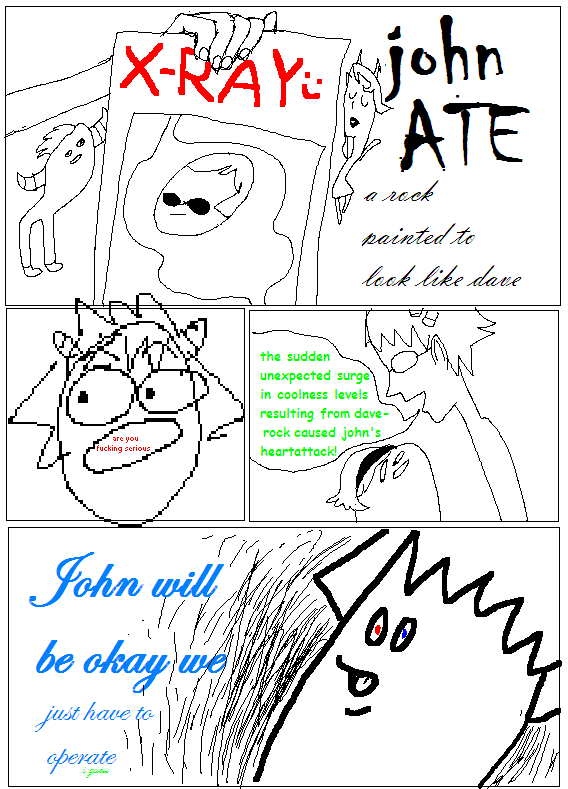 X-RAY
john
ATE
a rock
painted to
look like dave
are you
fucking serious
the sudden
unexpected surge
in coolness levels
resulting from dave-
rock caused john's
heartattack!
John will
be okay we
just have to
operate
i guess